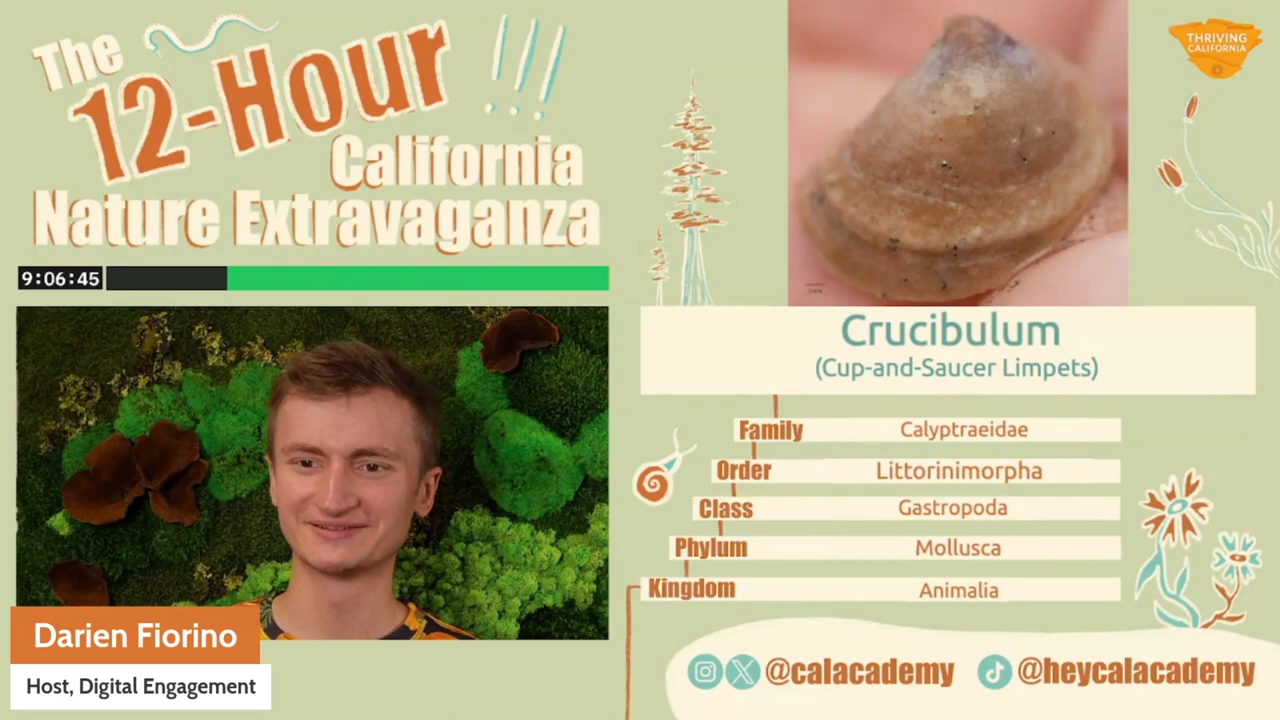 The
12-Hour
!!!
California
Nature Extravaganza
9:06:45
THRIVING
CALIFORNIA
Crucibulum
(Cup-and-Saucer Limpets)
Family Calyptraeidae
Order Littorinimorpha
Class Gastropoda
Phylum Mollusca
Kingdom Animalia
Darien Fiorino
Host, Digital Engagement
@calacademy @heycalacademy